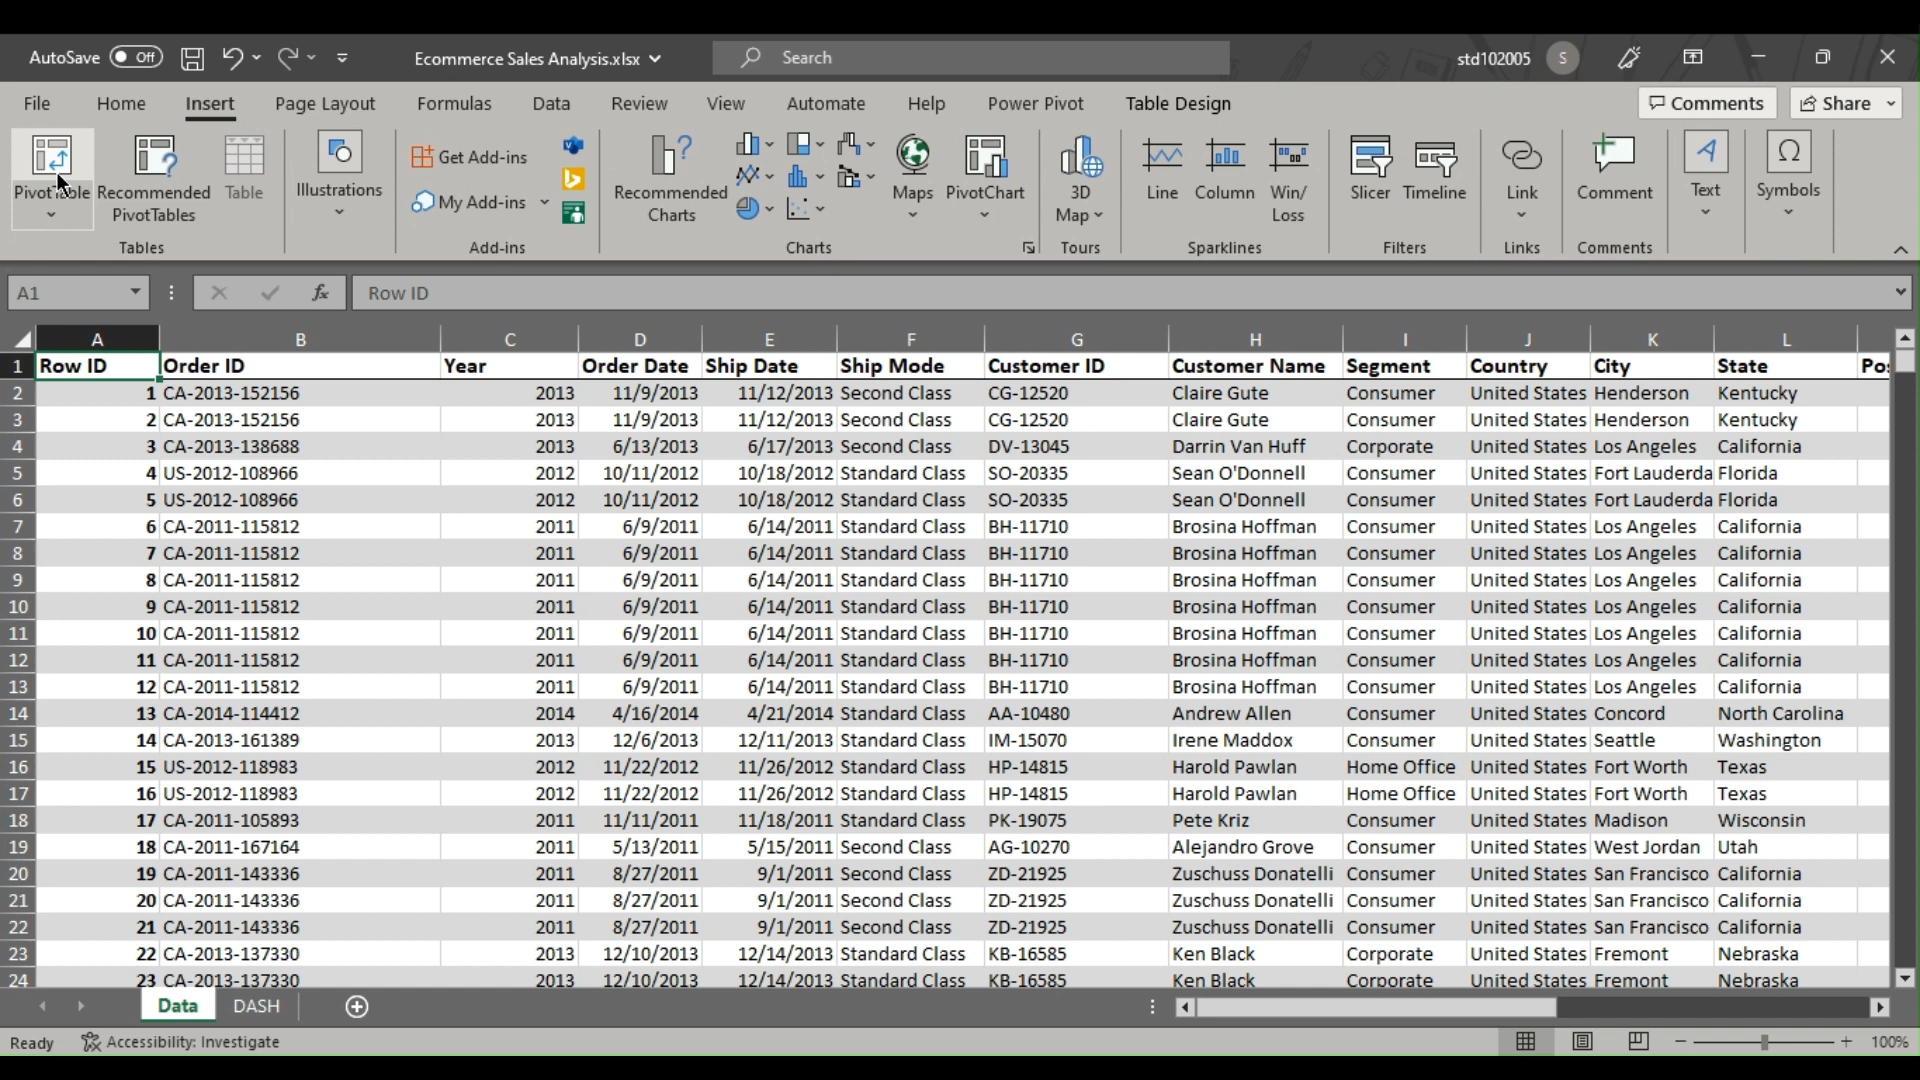 AutoSave Off Ecommerce Sales Analysis.xlsx Search std102005 S
File Home Insert Page Layout Formulas Data Review View Automate Help Power Pivot Table Design Comments Share
PivotTable Recommended PivotTables Table Illustrations Get Add-ins My Add-ins Recommended Charts Maps PivotChart 3D Map Line Column Win/Loss Slicer Timeline Link Comment Text Symbols
Tables Add-ins Charts Tours Sparklines Filters Links Comments
A1 fx Row ID
A B C D E F G H I J K L
1 Row ID Order ID Year Order Date Ship Date Ship Mode Customer ID Customer Name Segment Country City State
2 1 CA-2013-152156 2013 11/9/2013 11/12/2013 Second Class CG-12520 Claire Gute Consumer United States Henderson Kentucky
3 2 CA-2013-152156 2013 11/9/2013 11/12/2013 Second Class CG-12520 Claire Gute Consumer United States Henderson Kentucky
4 3 CA-2013-138688 2013 6/13/2013 6/17/2013 Second Class DV-13045 Darrin Van Huff Corporate United States Los Angeles California
5 4 US-2012-108966 2012 10/11/2012 10/18/2012 Standard Class SO-20335 Sean O'Donnell Consumer United States Fort Lauderda Florida
6 5 US-2012-108966 2012 10/11/2012 10/18/2012 Standard Class SO-20335 Sean O'Donnell Consumer United States Fort Lauderda Florida
7 6 CA-2011-115812 2011 6/9/2011 6/14/2011 Standard Class BH-11710 Brosina Hoffman Consumer United States Los Angeles California
8 7 CA-2011-115812 2011 6/9/2011 6/14/2011 Standard Class BH-11710 Brosina Hoffman Consumer United States Los Angeles California
9 8 CA-2011-115812 2011 6/9/2011 6/14/2011 Standard Class BH-11710 Brosina Hoffman Consumer United States Los Angeles California
10 9 CA-2011-115812 2011 6/9/2011 6/14/2011 Standard Class BH-11710 Brosina Hoffman Consumer United States Los Angeles California
11 10 CA-2011-115812 2011 6/9/2011 6/14/2011 Standard Class BH-11710 Brosina Hoffman Consumer United States Los Angeles California
12 11 CA-2011-115812 2011 6/9/2011 6/14/2011 Standard Class BH-11710 Brosina Hoffman Consumer United States Los Angeles California
13 12 CA-2011-115812 2011 6/9/2011 6/14/2011 Standard Class BH-11710 Brosina Hoffman Consumer United States Los Angeles California
14 13 CA-2014-114412 2014 4/16/2014 4/21/2014 Standard Class AA-10480 Andrew Allen Consumer United States Concord North Carolina
15 14 CA-2013-161389 2013 12/6/2013 12/11/2013 Standard Class IM-15070 Irene Maddox Consumer United States Seattle Washington
16 15 US-2012-118983 2012 11/22/2012 11/26/2012 Standard Class HP-14815 Harold Pawlan Home Office United States Fort Worth Texas
17 16 US-2012-118983 2012 11/22/2012 11/26/2012 Standard Class HP-14815 Harold Pawlan Home Office United States Fort Worth Texas
18 17 CA-2011-105893 2011 11/11/2011 11/18/2011 Standard Class PK-19075 Pete Kriz Consumer United States Madison Wisconsin
19 18 CA-2011-167164 2011 5/13/2011 5/15/2011 Second Class AG-10270 Alejandro Grove Consumer United States West Jordan Utah
20 19 CA-2011-143336 2011 8/27/2011 9/1/2011 Second Class ZD-21925 Zuschuss Donatelli Consumer United States San Francisco California
21 20 CA-2011-143336 2011 8/27/2011 9/1/2011 Second Class ZD-21925 Zuschuss Donatelli Consumer United States San Francisco California
22 21 CA-2011-143336 2011 8/27/2011 9/1/2011 Second Class ZD-21925 Zuschuss Donatelli Consumer United States San Francisco California
23 22 CA-2013-137330 2013 12/10/2013 12/14/2013 Standard Class KB-16585 Ken Black Corporate United States Fremont Nebraska
24 23 CA-2013-137330 2013 12/10/2013 12/14/2013 Standard Class KB-16585 Ken Black Corporate United States Fremont Nebraska
Data DASH
Ready Accessibility: Investigate 100%